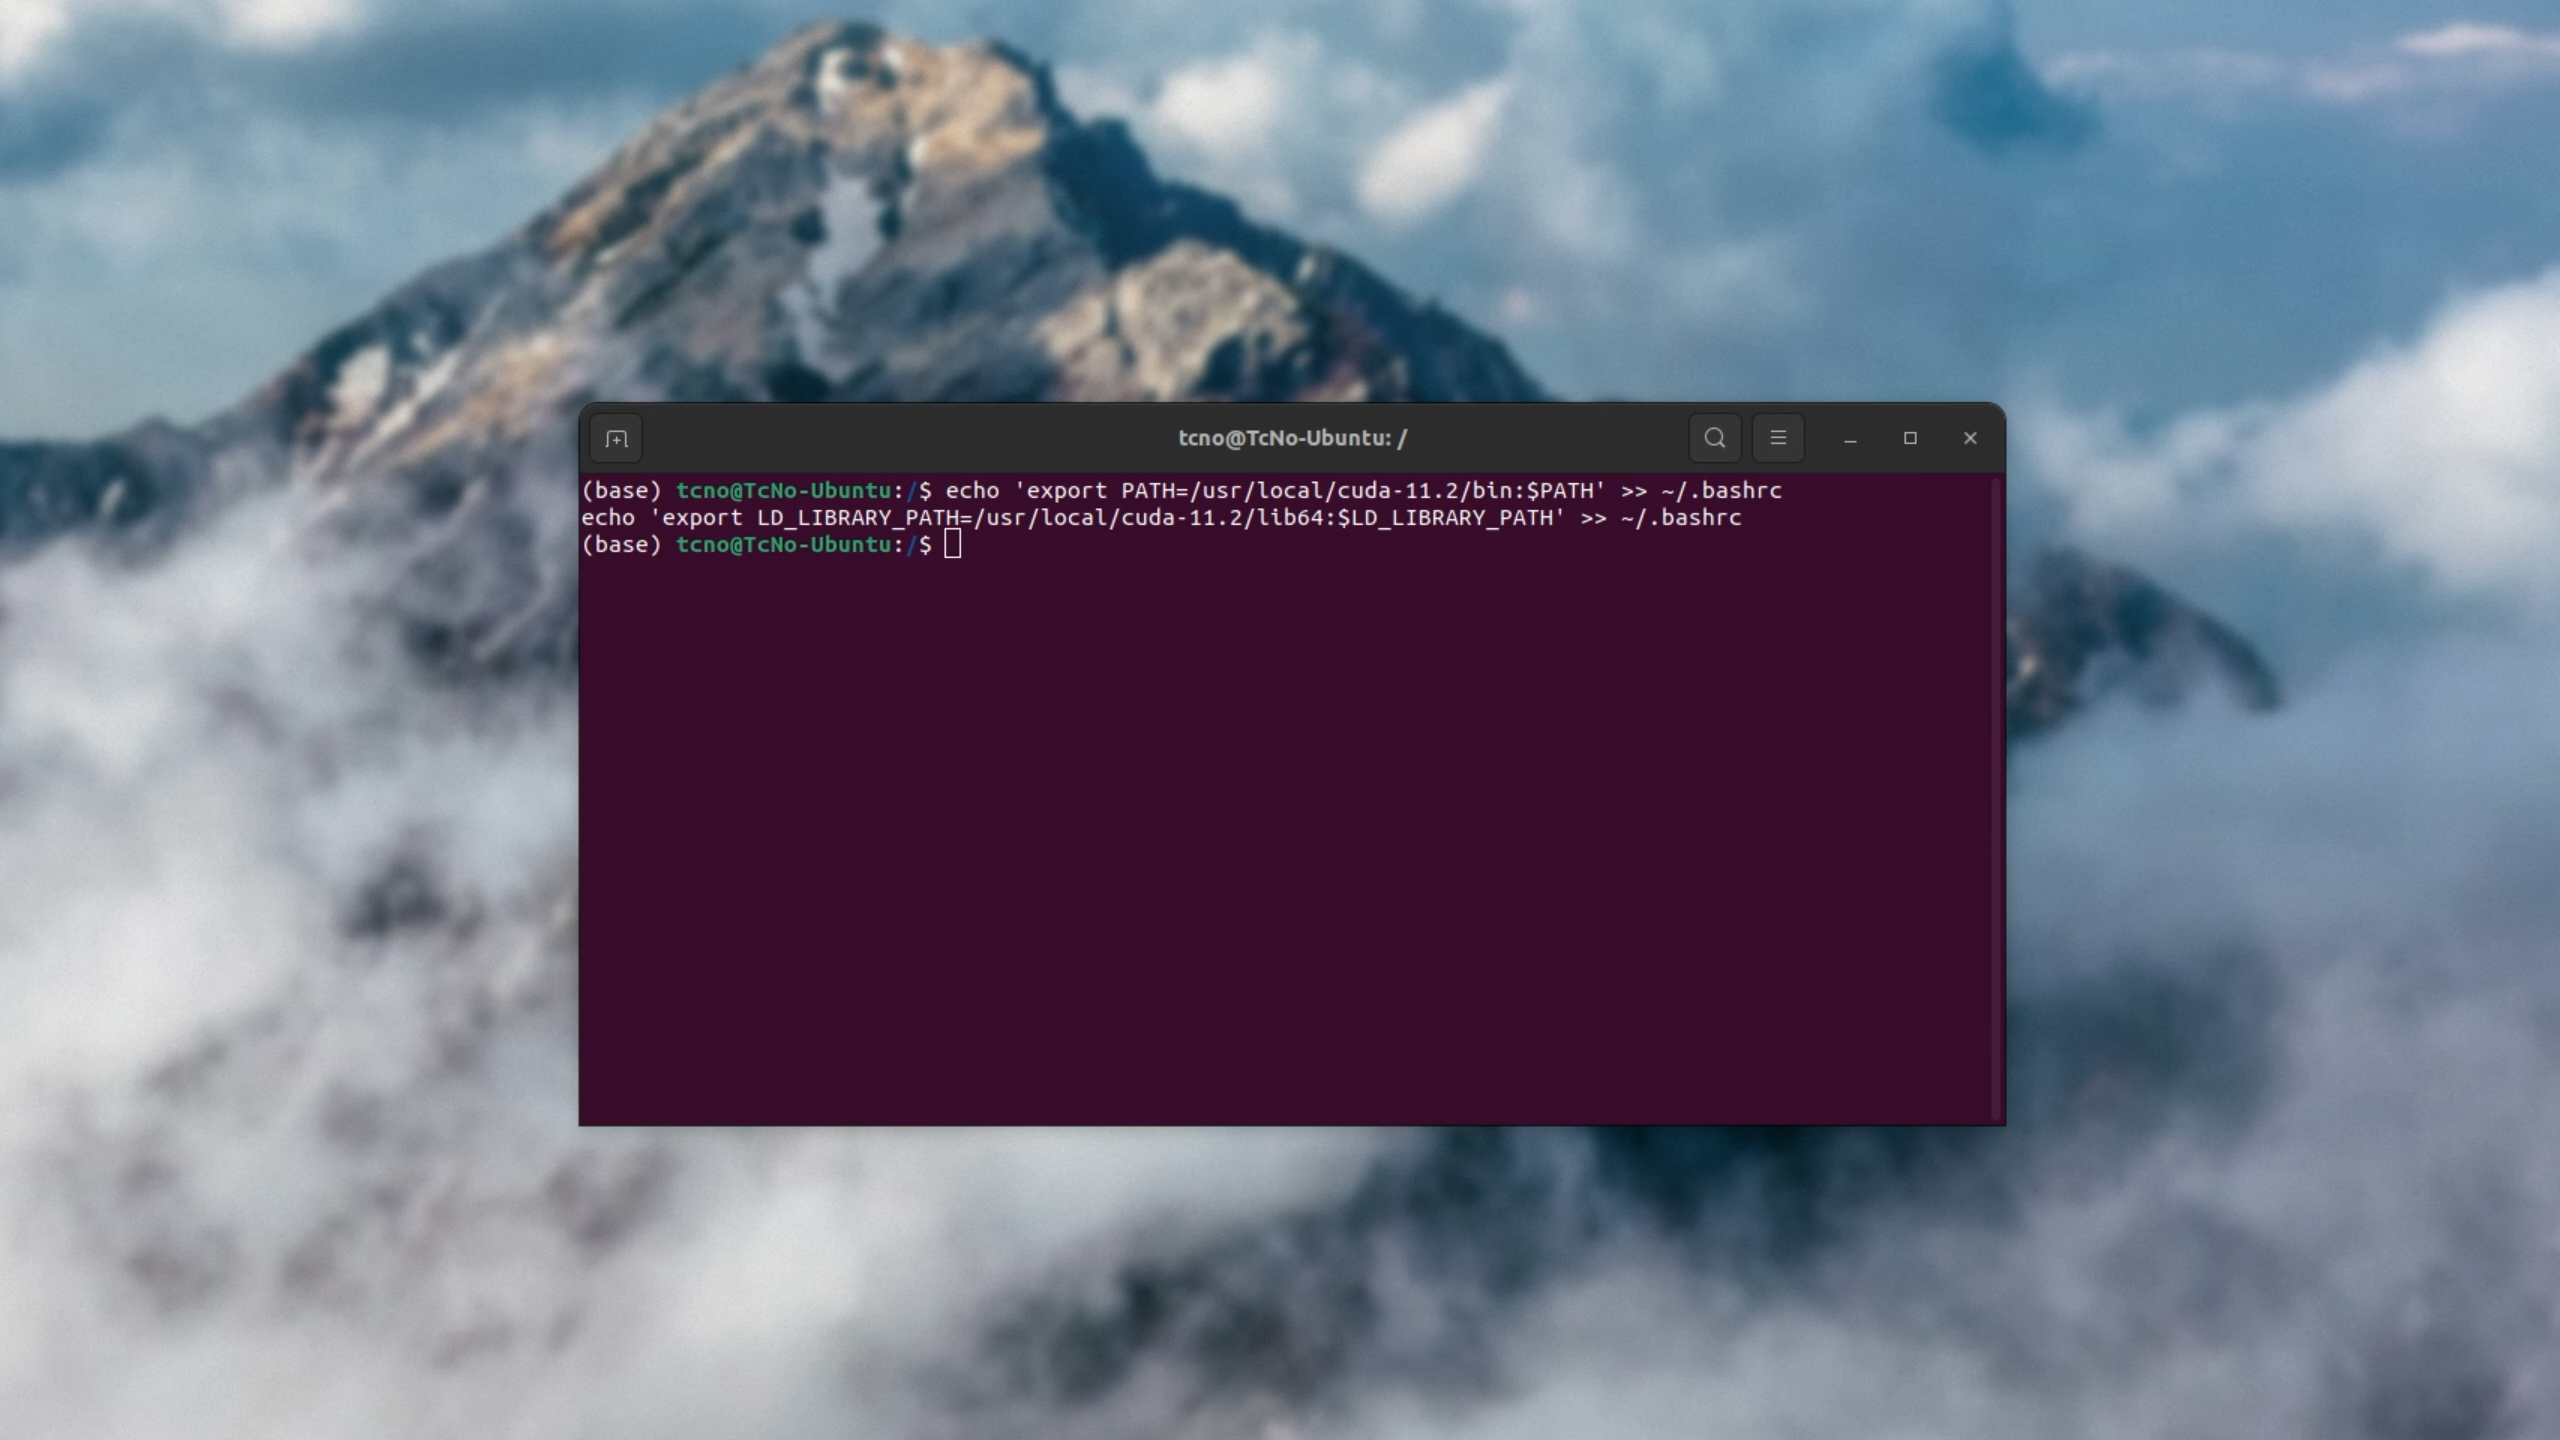 tcno@TcNo-Ubuntu: /
(base) tcno@TcNo-Ubuntu:/$ echo 'export PATH=/usr/local/cuda-11.2/bin:$PATH' >> ~/.bashrc
echo 'export LD_LIBRARY_PATH=/usr/local/cuda-11.2/lib64:$LD_LIBRARY_PATH' >> ~/.bashrc
(base) tcno@TcNo-Ubuntu:/$